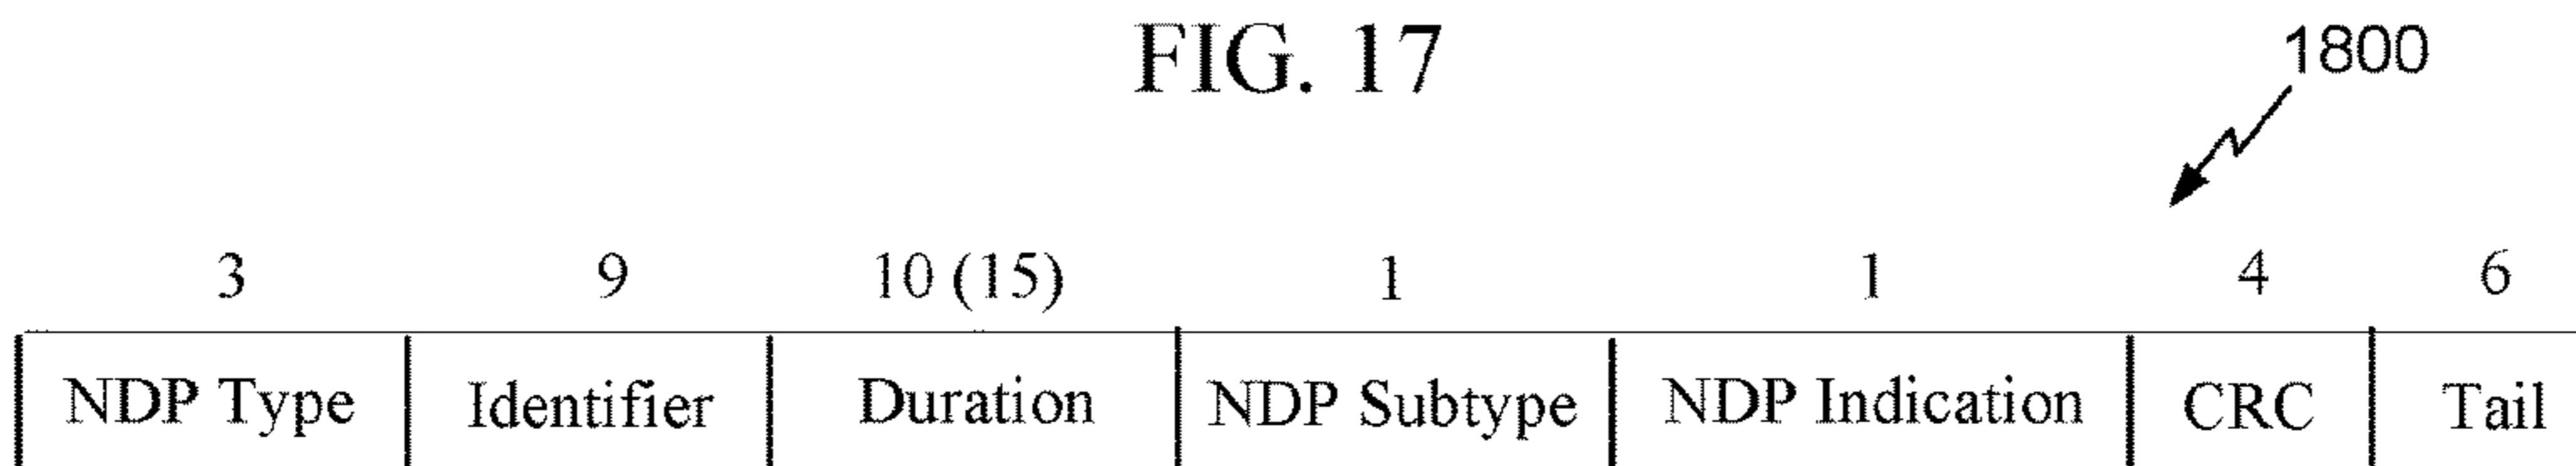 FIG. 17
1800
3 9 10 (15) 1 1 4 6
NDP Type Identifier Duration NDP Subtype NDP Indication CRC Tail